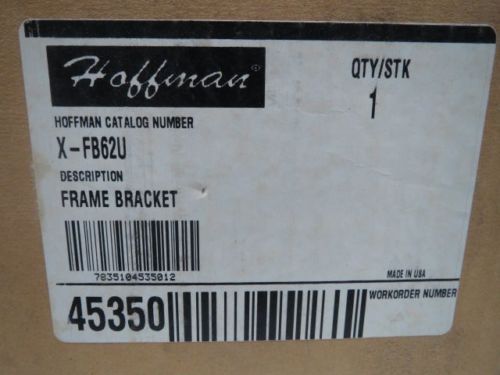 Hoffman®
QTY/STK
1
HOFFMAN CATALOG NUMBER
X-FB62U
DESCRIPTION
FRAME BRACKET
7835104535012
MADE IN USA
45350
WORKORDER NUMBER